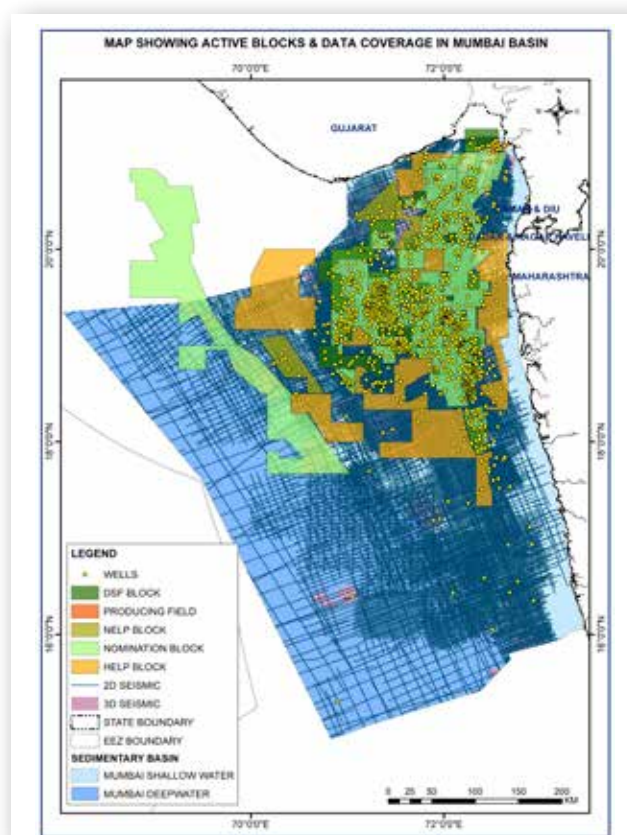 MAP SHOWING ACTIVE BLOCKS & DATA COVERAGE IN MUMBAI BASIN
70°0'0"E 72°0'0"E
GUJARAT
DAMAN & DIU
MAHARASHTRA
20°0'0"N 20°0'0"N
18°0'0"N 18°0'0"N
16°0'0"N
LEGEND
WELLS
DSF BLOCK
PRODUCING FIELD
NELP BLOCK
NOMINATION BLOCK
HELP BLOCK
2D SEISMIC
3D SEISMIC
STATE BOUNDARY
EEZ BOUNDARY
SEDIMENTARY BASIN
MUMBAI SHALLOW WATER
MUMBAI DEEPWATER
16°0'0"N
0 25 50 100 150 200
KM
70°0'0"E 72°0'0"E